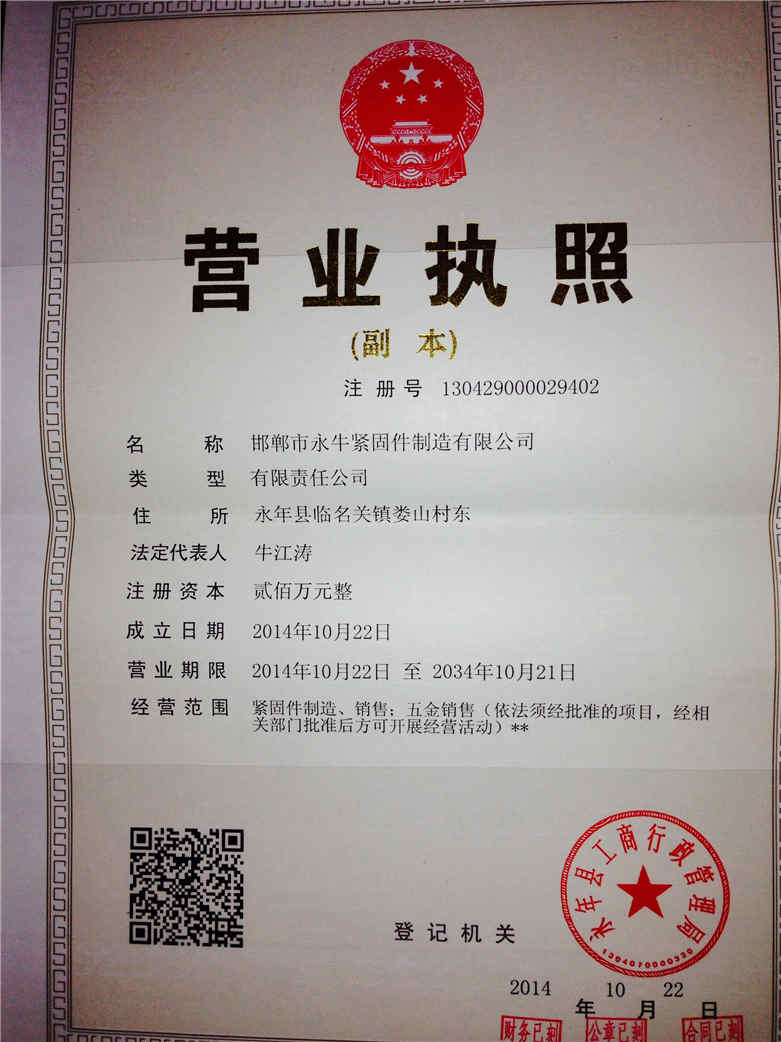 营业执照
(副 本)
注 册 号 130429000029402
名 称 邯郸市永牛紧固件制造有限公司
类 型 有限责任公司
住 所 永年县临名关镇娄山村东
法定代表人 牛江涛
注 册 资 本 贰佰万元整
成 立 日 期 2014年10月22日
营 业 期 限 2014年10月22日 至 2034年10月21日
经 营 范 围 紧固件制造、销售；五金销售（依法须经批准的项目，经相
关部门批准后方可开展经营活动）**
永年县工商行政管理局
登 记 机 关
2014 年 10 月 22 日
财务已刻 公章已刻 合同已刻